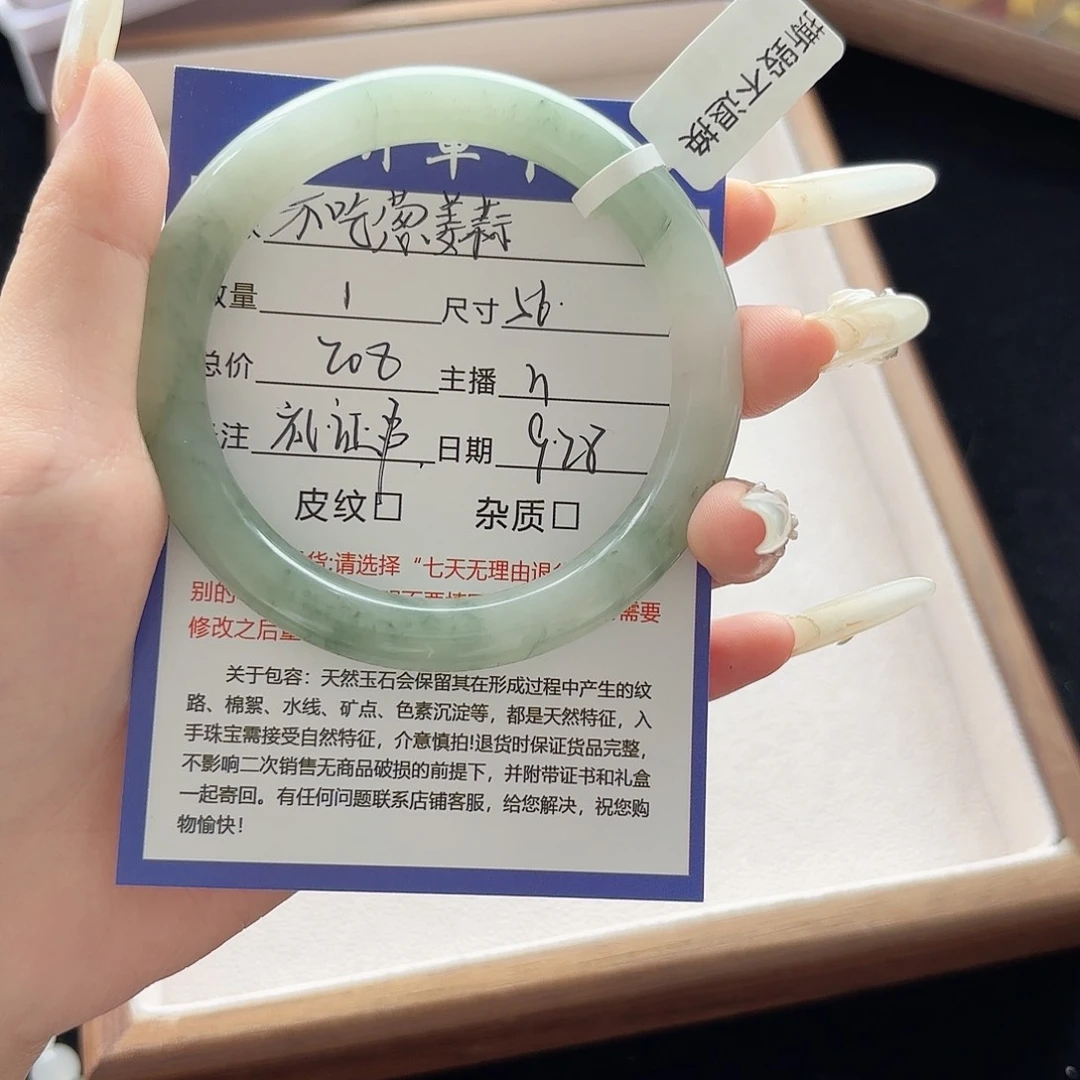 撕毁不退换
单
不吃葱姜蒜
数量 1 尺寸 56.
总价 208 主播 n
注 礼.证书. 日期 9.28
皮纹□ 杂质□
货:请选择“七天无理由退
别的 需要
修改之后重
关于包容：天然玉石会保留其在形成过程中产生的纹
路、棉絮、水线、矿点、色素沉淀等，都是天然特征，入
手珠宝需接受自然特征，介意慎拍!退货时保证货品完整，
不影响二次销售无商品破损的前提下，并附带证书和礼盒
一起寄回。有任何问题联系店铺客服，给您解决，祝您购
物愉快！